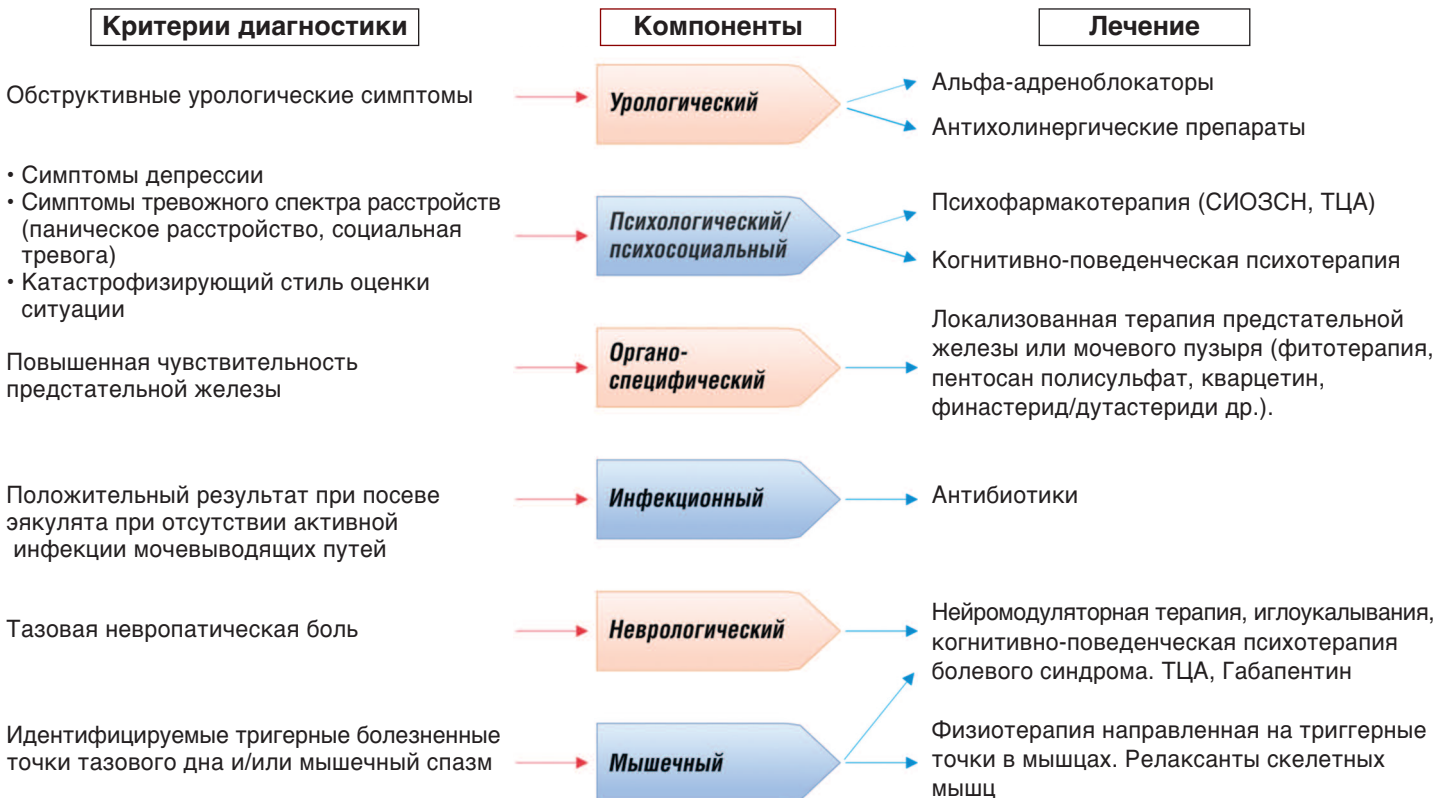 Критерии диагностики
Компоненты
Лечение
Обструктивные урологические симптомы
Урологический
Альфа-адреноблокаторы
Антихолинергические препараты
• Симптомы депрессии
• Симптомы тревожного спектра расстройств
(паническое расстройство, социальная
тревога)
• Катастрофизирующий стиль оценки
ситуации
Психологический/
психосоциальный
Психофармакотерапия (СИОЗСН, ТЦА)
Когнитивно-поведенческая психотерапия
Повышенная чувствительность
предстательной железы
Органо-
специфический
Локализованная терапия предстательной
железы или мочевого пузыря (фитотерапия,
пентосан полисульфат, кварцетин,
финастерид/дутастериди др.).
Положительный результат при посеве
эякулята при отсутствии активной
инфекции мочевыводящих путей
Инфекционный
Антибиотики
Тазовая невропатическая боль
Неврологический
Нейромодуляторная терапия, иглоукалывания,
когнитивно-поведенческая психотерапия
болевого синдрома. ТЦА, Габапентин
Идентифицируемые тригерные болезненные
точки тазового дна и/или мышечный спазм
Мышечный
Физиотерапия направленная на триггерные
точки в мышцах. Релаксанты скелетных
мышц